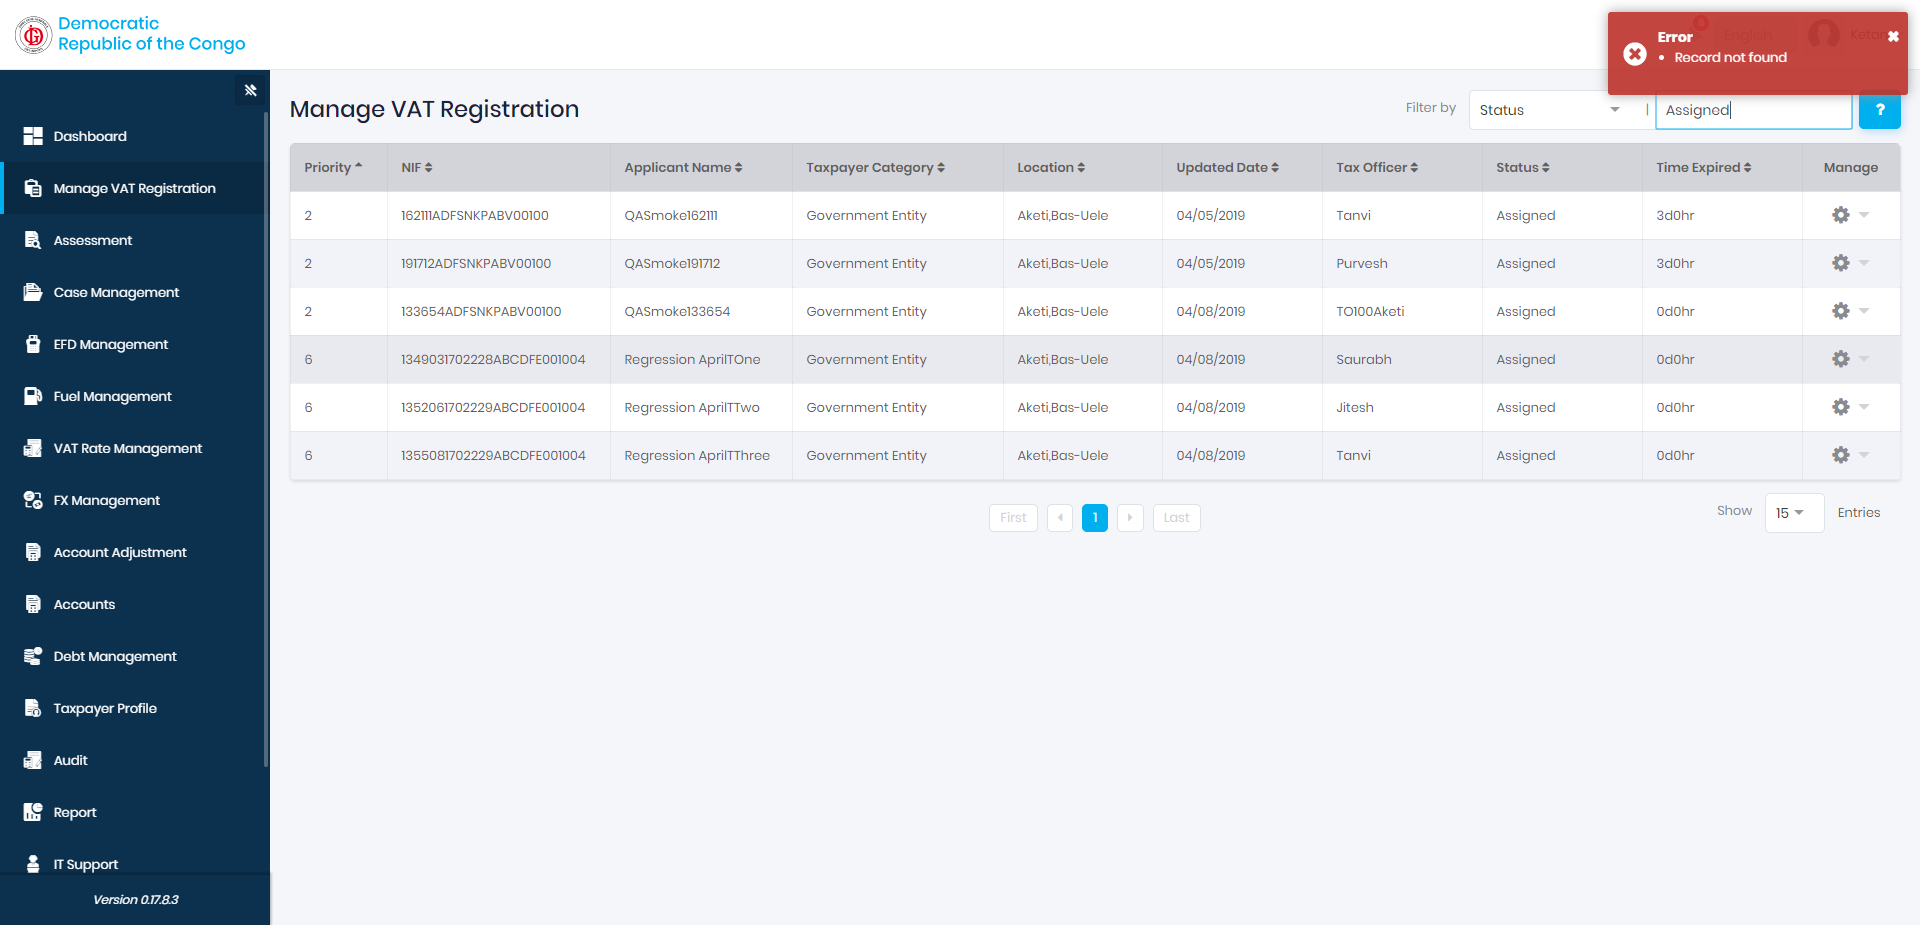 Democratic
Republic of the Congo
English
Error
Record not found
Dashboard
Manage VAT Registration
Assessment
Case Management
EFD Management
Fuel Management
VAT Rate Management
FX Management
Account Adjustment
Accounts
Debt Management
Taxpayer Profile
Audit
Report
IT Support
Version 0.17.8.3
Manage VAT Registration
Filter by Status | Assigned ?
Priority NIF Applicant Name Taxpayer Category Location Updated Date Tax Officer Status Time Expired Manage
2 162111ADFSNKPABV00100 QASmoke162111 Government Entity Aketi,Bas-Uele 04/05/2019 Tanvi Assigned 3d0hr
2 191712ADFSNKPABV00100 QASmoke191712 Government Entity Aketi,Bas-Uele 04/05/2019 Purvesh Assigned 3d0hr
2 133654ADFSNKPABV00100 QASmoke133654 Government Entity Aketi,Bas-Uele 04/08/2019 TO100Aketi Assigned 0d0hr
6 1349031702228ABCDFE001004 Regression AprilTOne Government Entity Aketi,Bas-Uele 04/08/2019 Saurabh Assigned 0d0hr
6 1352061702229ABCDFE001004 Regression AprilTTwo Government Entity Aketi,Bas-Uele 04/08/2019 Jitesh Assigned 0d0hr
6 1355081702229ABCDFE001004 Regression AprilTThree Government Entity Aketi,Bas-Uele 04/08/2019 Tanvi Assigned 0d0hr
First 1 Last
Show 15 Entries